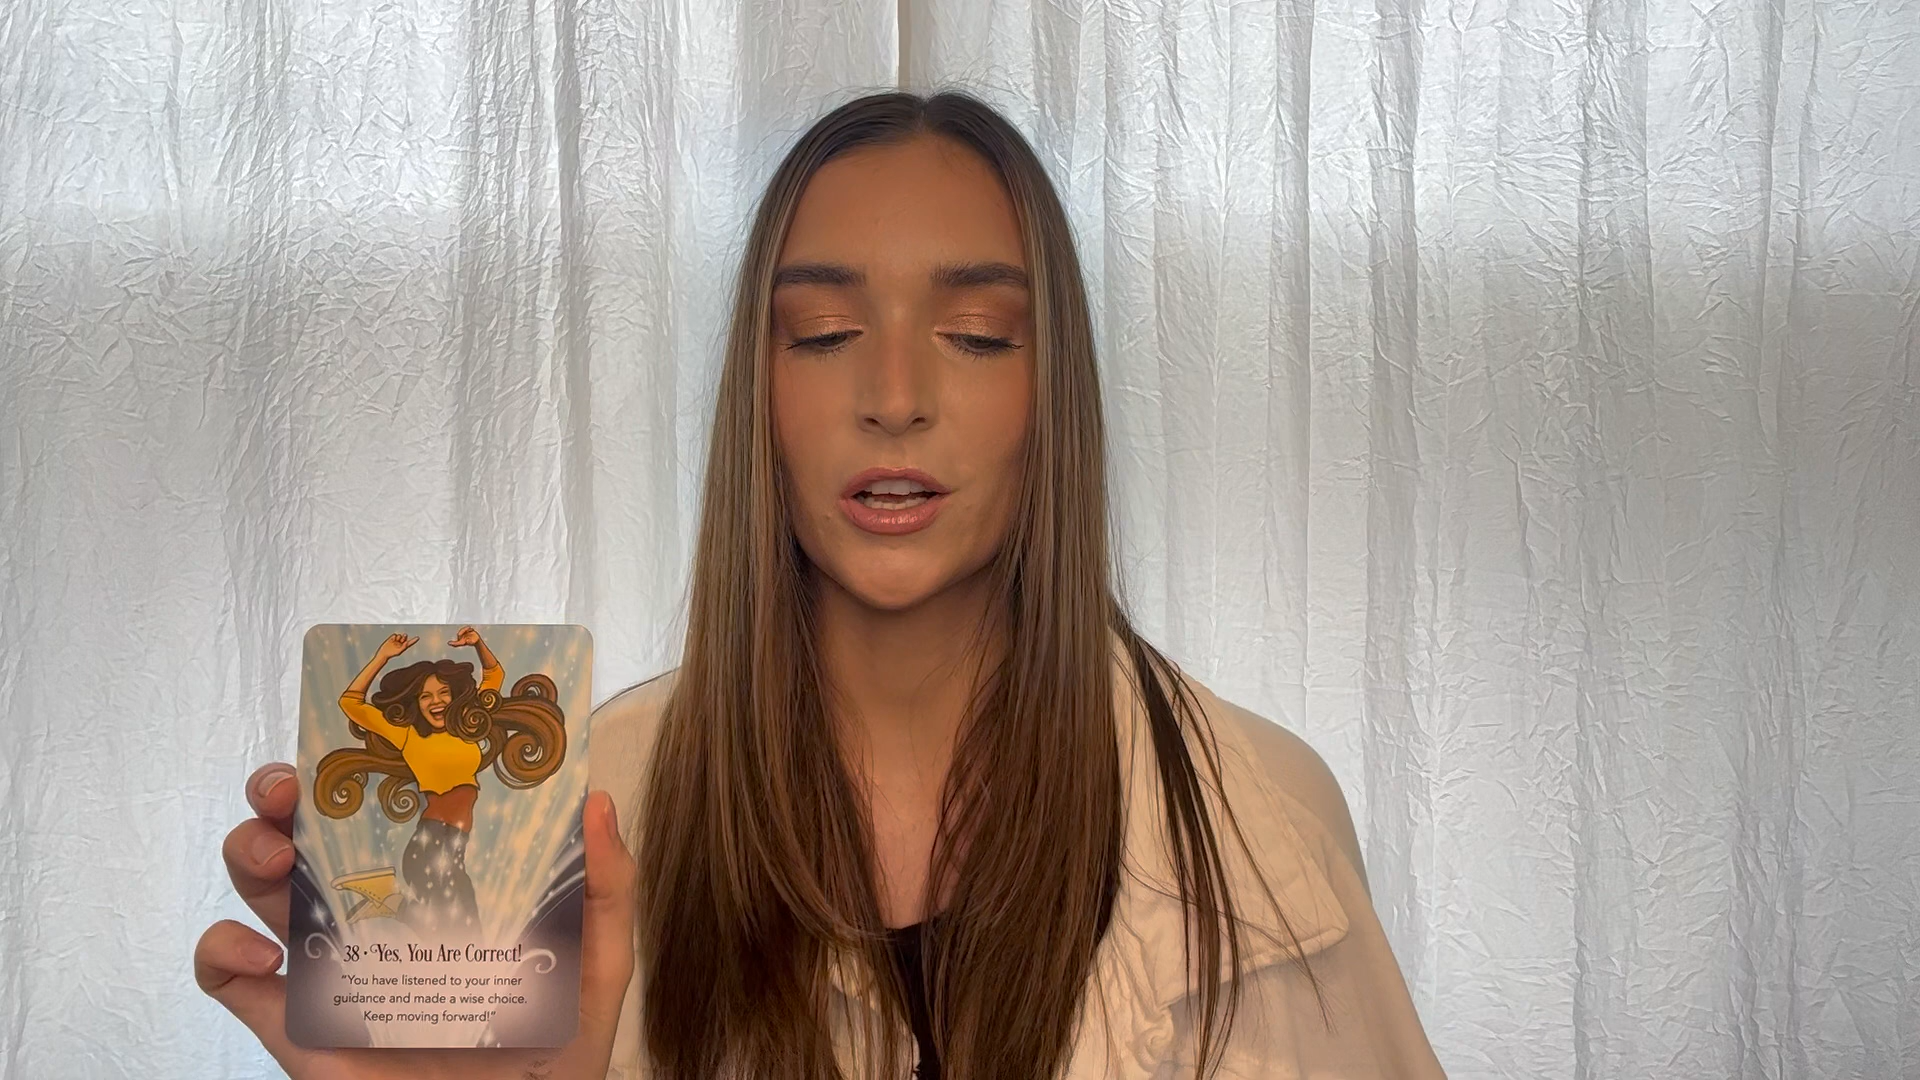 38 • Yes, You Are Correct!
“You have listened to your inner
guidance and made a wise choice.
Keep moving forward!”